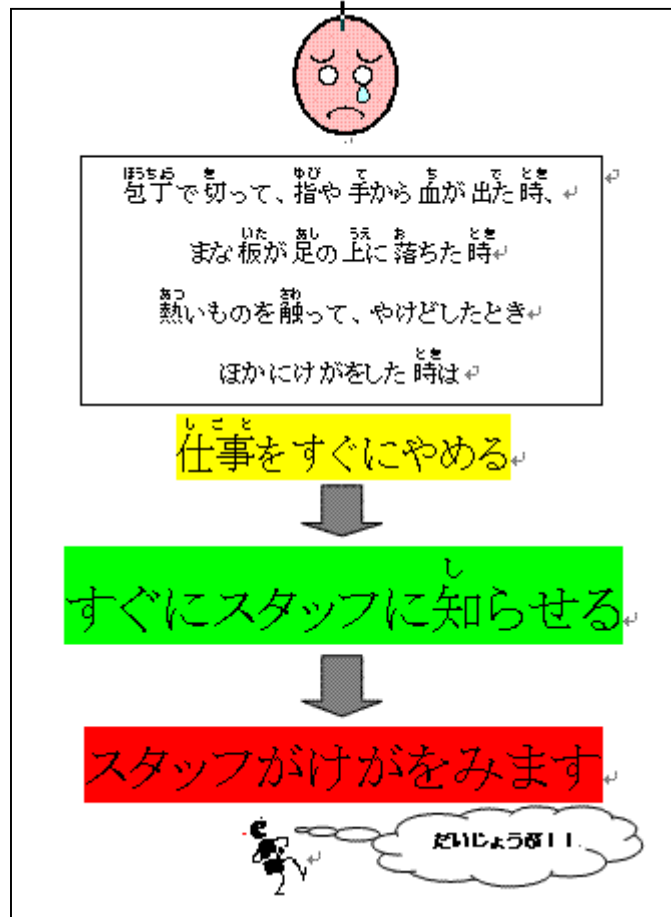 包丁で切って、指や手から血が出た時、
まな板が足の上に落ちた時
熱いものを触って、やけどしたとき
ほかにけがをした時は
仕事をすぐにやめる
すぐにスタッフに知らせる
スタッフがけがをみます
だいじょうぶ！！